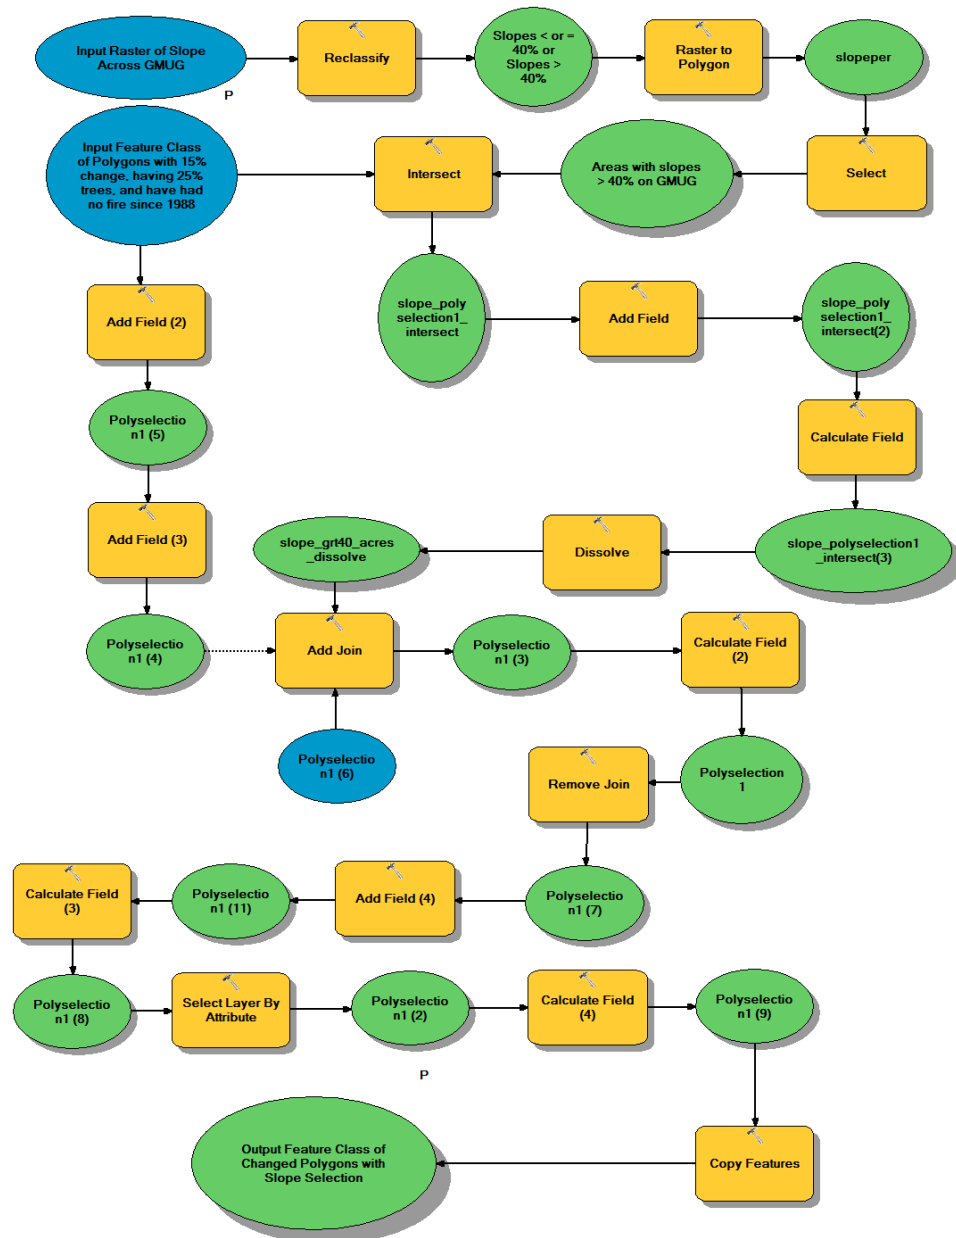 Input Raster of Slope
Across GMUG
Reclassify
Slopes < or =
40% or
Slopes >
40%
Raster to
Polygon
slopeper
P
Input Feature Class
of Polygons with 15%
change, having 25%
trees, and have had
no fire since 1988
Intersect
Areas with slopes
> 40% on GMUG
Select
Add Field (2)
slope_poly
selection1_
intersect
Add Field
slope_poly
selection1_
intersect(2)
Polyselectio
n1 (5)
Calculate Field
Add Field (3)
slope_grt40_acres
_dissolve
Dissolve
slope_polyselection1
_intersect(3)
Polyselectio
n1 (4)
Add Join
Polyselectio
n1 (3)
Calculate Field
(2)
Polyselectio
n1 (6)
Remove Join
Polyselection
1
Calculate Field
(3)
Polyselectio
n1 (11)
Add Field (4)
Polyselectio
n1 (7)
Polyselectio
n1 (8)
Select Layer By
Attribute
Polyselectio
n1 (2)
Calculate Field
(4)
Polyselectio
n1 (9)
P
Output Feature Class of
Changed Polygons with
Slope Selection
Copy Features